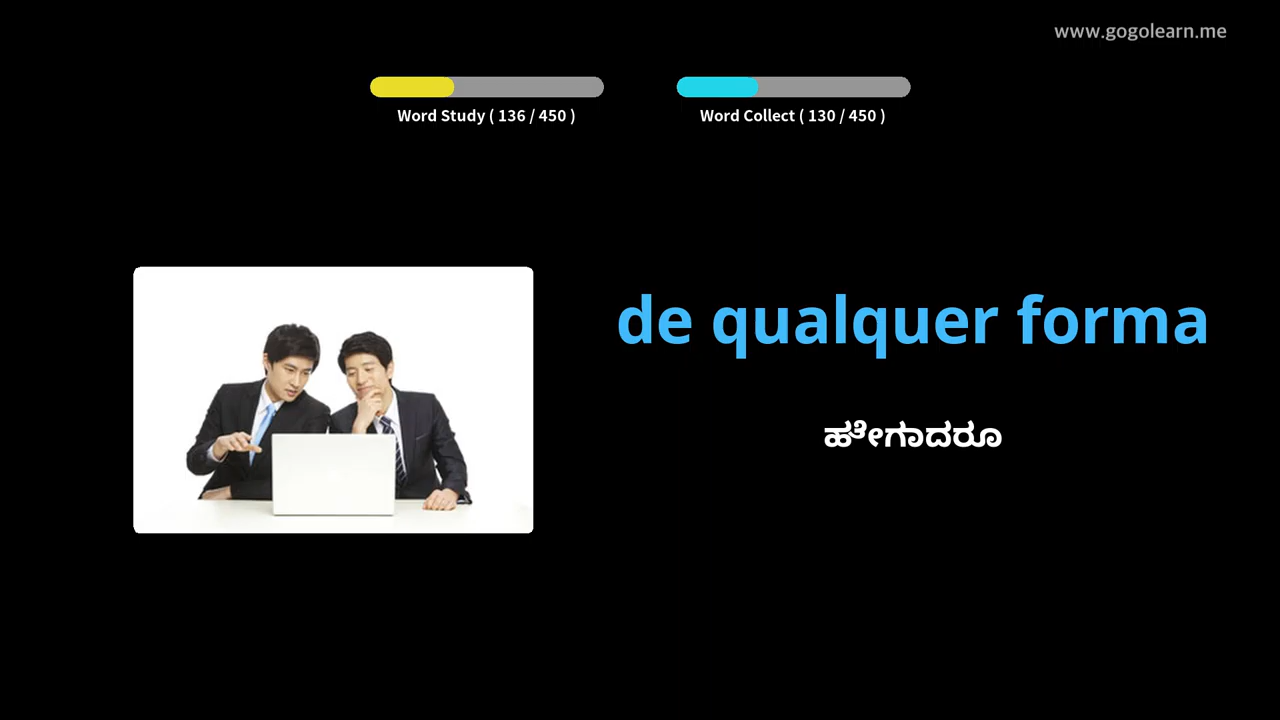 www.gogolearn.me
Word Study ( 136 / 450 )
Word Collect ( 130 / 450 )
de qualquer forma
ಹೇಗಾದರೂ